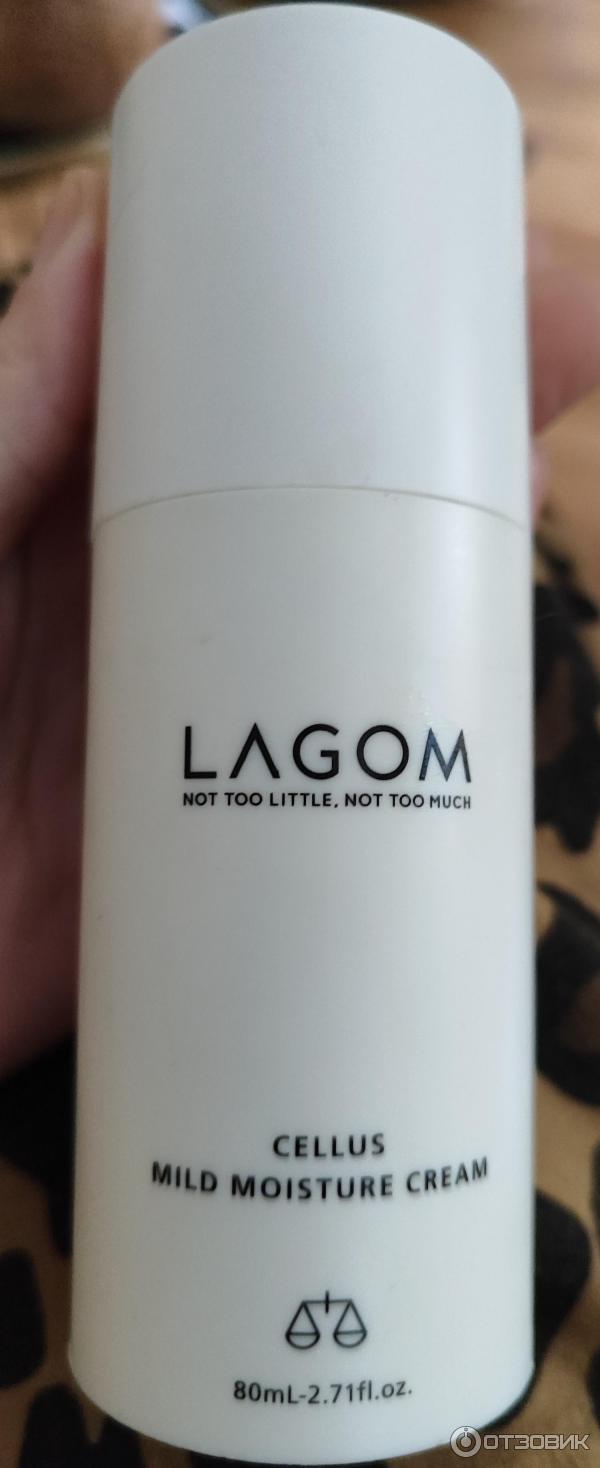 LAGOM
NOT TOO LITTLE, NOT TOO MUCH
CELLUS
MILD MOISTURE CREAM
80mL-2.71fl.oz.
ОТЗОВИК